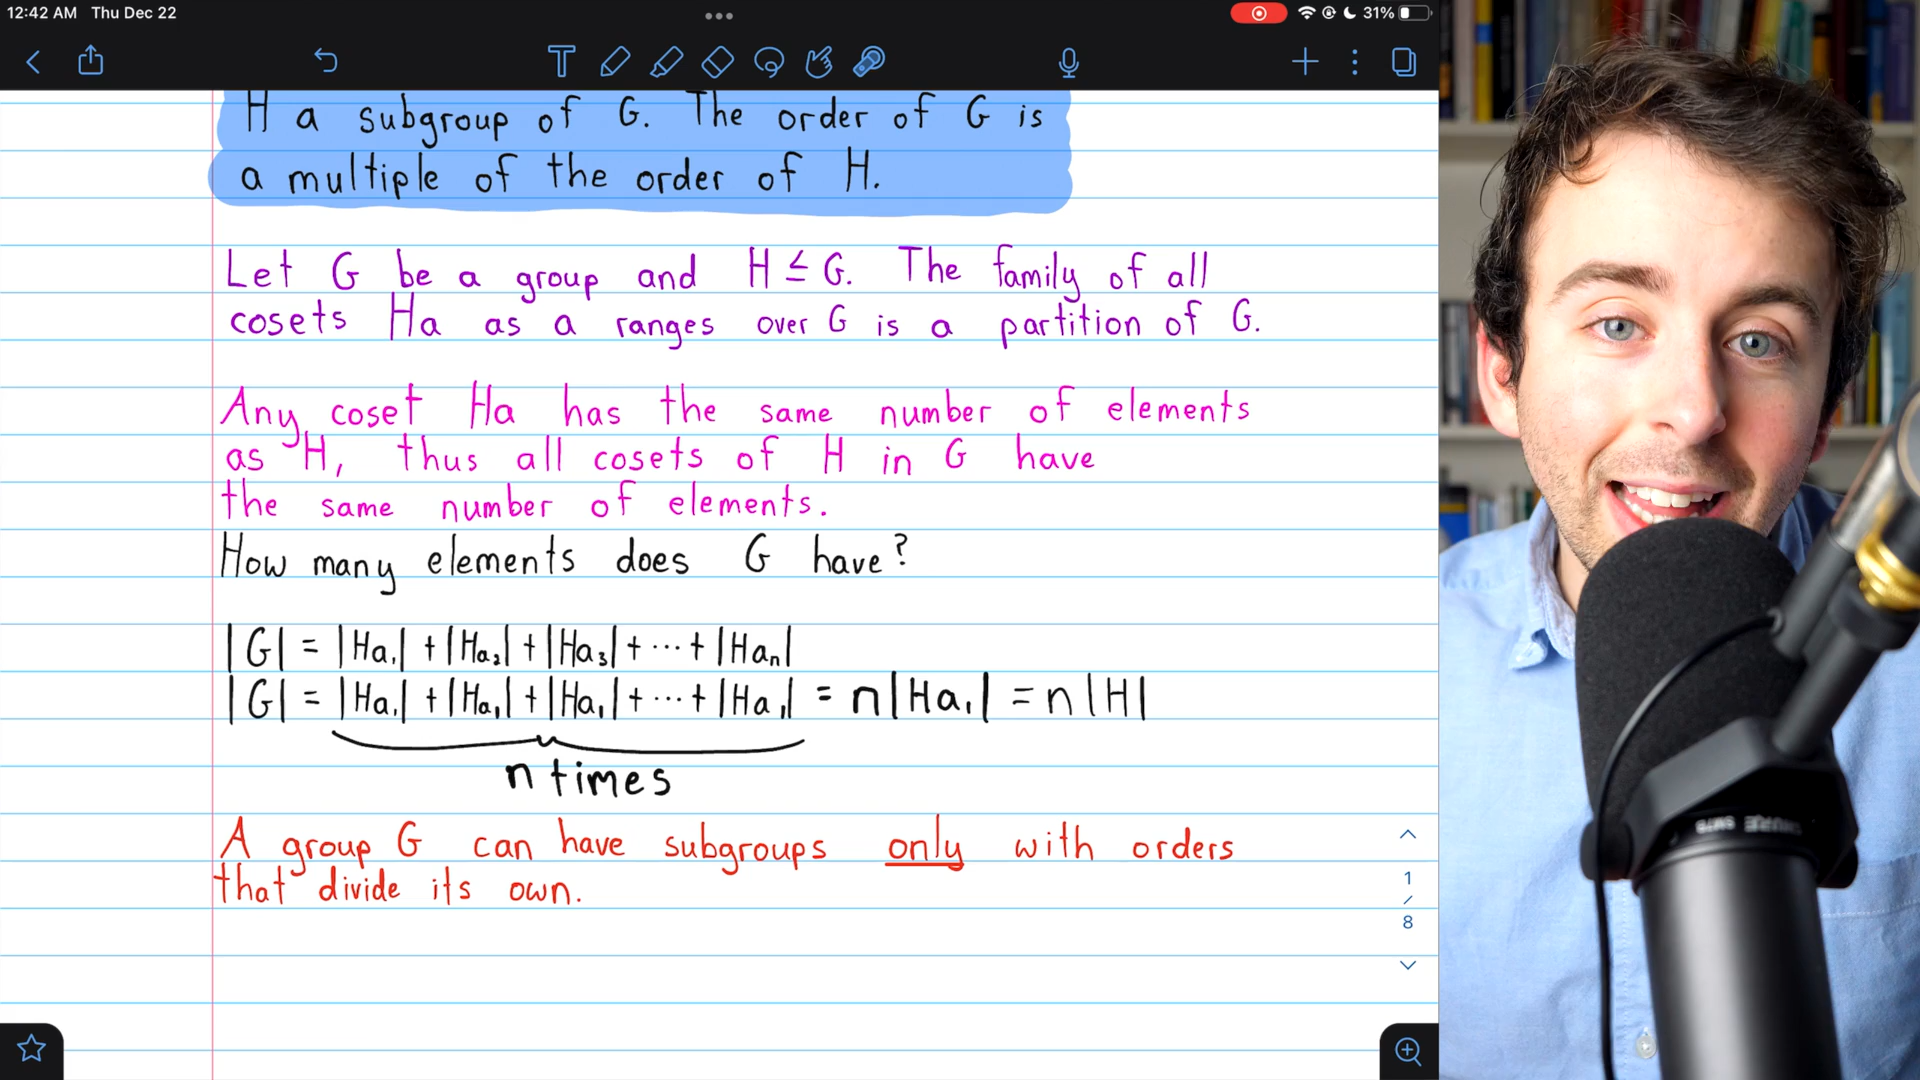 12:42 AM Thu Dec 22
31%
H a subgroup of G. The order of G is
a multiple of the order of H.
Let G be a group and H ≤ G. The family of all
cosets Ha as a ranges over G is a partition of G.
Any coset Ha has the same number of elements
as H, thus all cosets of H in G have
the same number of elements.
How many elements does G have?
|G| = |Ha₁| + |Ha₂| + |Ha₃| + ··· + |Haₙ|
|G| = |Ha₁| + |Ha₁| + |Ha₁| + ··· + |Ha₁| = n|Ha₁| = n|H|
n times
A group G can have subgroups only with orders
that divide its own.
1
/
8